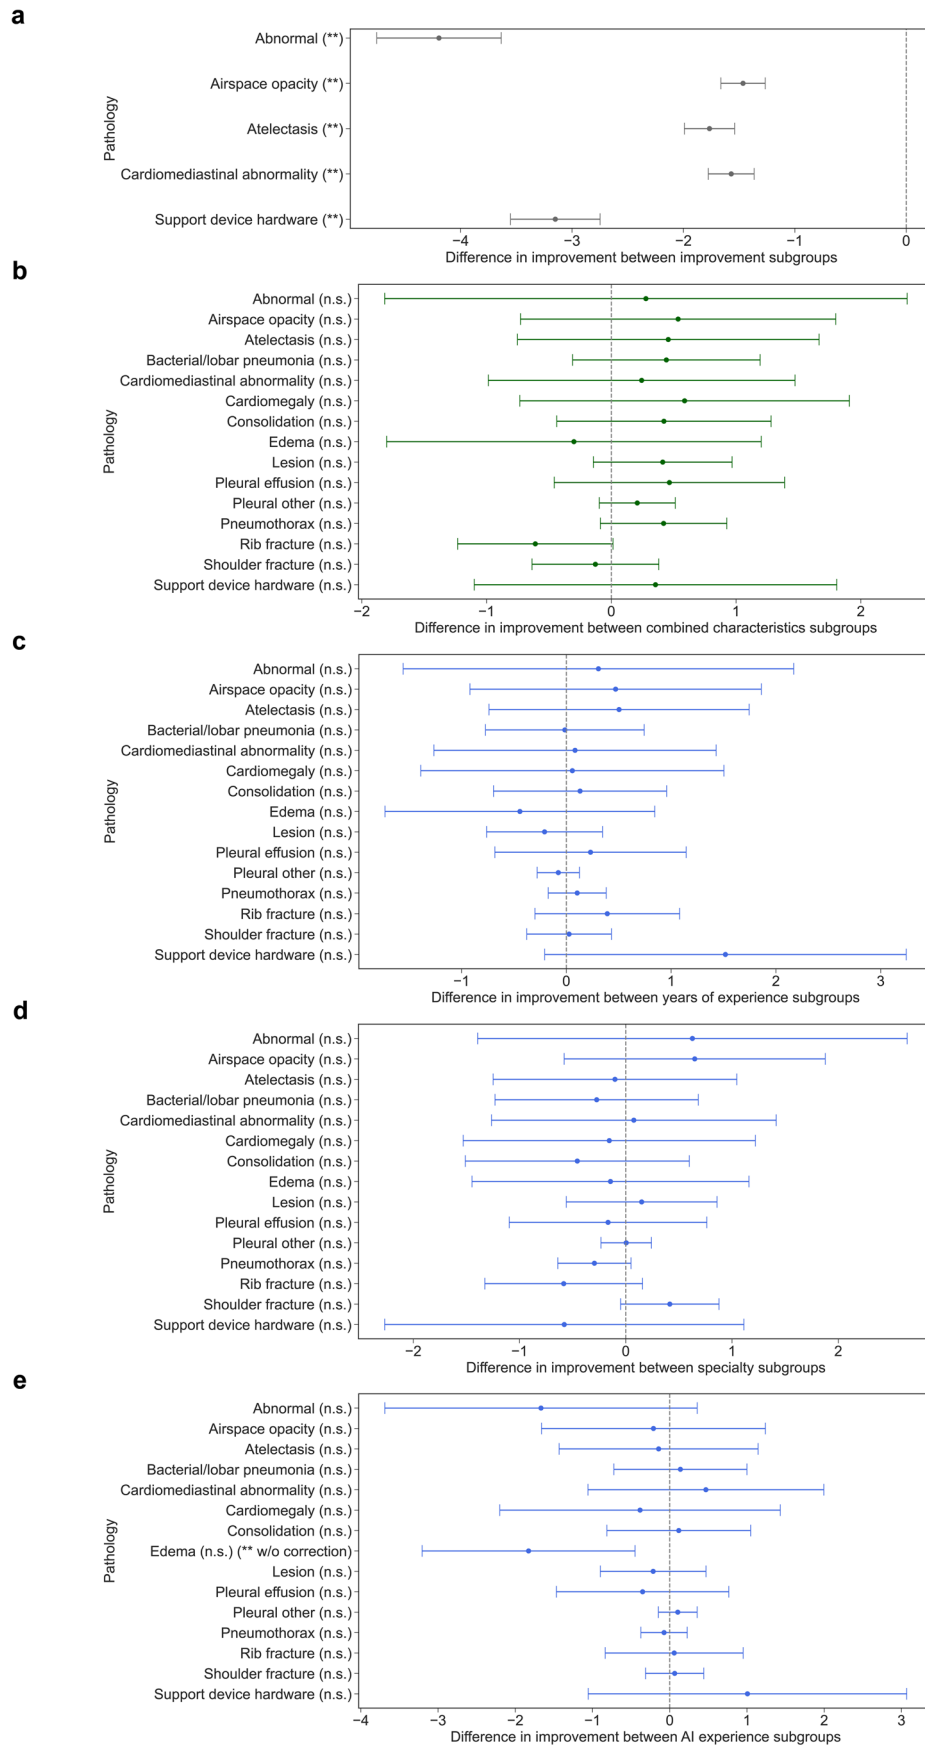 a
Pathology
Abnormal (**)
Airspace opacity (**)
Atelectasis (**)
Cardiomediastinal abnormality (**)
Support device hardware (**)
−4 −3 −2 −1 0
Difference in improvement between improvement subgroups
b
Pathology
Abnormal (n.s.)
Airspace opacity (n.s.)
Atelectasis (n.s.)
Bacterial/lobar pneumonia (n.s.)
Cardiomediastinal abnormality (n.s.)
Cardiomegaly (n.s.)
Consolidation (n.s.)
Edema (n.s.)
Lesion (n.s.)
Pleural effusion (n.s.)
Pleural other (n.s.)
Pneumothorax (n.s.)
Rib fracture (n.s.)
Shoulder fracture (n.s.)
Support device hardware (n.s.)
−2 −1 0 1 2
Difference in improvement between combined characteristics subgroups
c
Pathology
Abnormal (n.s.)
Airspace opacity (n.s.)
Atelectasis (n.s.)
Bacterial/lobar pneumonia (n.s.)
Cardiomediastinal abnormality (n.s.)
Cardiomegaly (n.s.)
Consolidation (n.s.)
Edema (n.s.)
Lesion (n.s.)
Pleural effusion (n.s.)
Pleural other (n.s.)
Pneumothorax (n.s.)
Rib fracture (n.s.)
Shoulder fracture (n.s.)
Support device hardware (n.s.)
−1 0 1 2 3
Difference in improvement between years of experience subgroups
d
Pathology
Abnormal (n.s.)
Airspace opacity (n.s.)
Atelectasis (n.s.)
Bacterial/lobar pneumonia (n.s.)
Cardiomediastinal abnormality (n.s.)
Cardiomegaly (n.s.)
Consolidation (n.s.)
Edema (n.s.)
Lesion (n.s.)
Pleural effusion (n.s.)
Pleural other (n.s.)
Pneumothorax (n.s.)
Rib fracture (n.s.)
Shoulder fracture (n.s.)
Support device hardware (n.s.)
−2 −1 0 1 2
Difference in improvement between specialty subgroups
e
Pathology
Abnormal (n.s.)
Airspace opacity (n.s.)
Atelectasis (n.s.)
Bacterial/lobar pneumonia (n.s.)
Cardiomediastinal abnormality (n.s.)
Cardiomegaly (n.s.)
Consolidation (n.s.)
Edema (n.s.) (** w/o correction)
Lesion (n.s.)
Pleural effusion (n.s.)
Pleural other (n.s.)
Pneumothorax (n.s.)
Rib fracture (n.s.)
Shoulder fracture (n.s.)
Support device hardware (n.s.)
−4 −3 −2 −1 0 1 2 3
Difference in improvement between AI experience subgroups